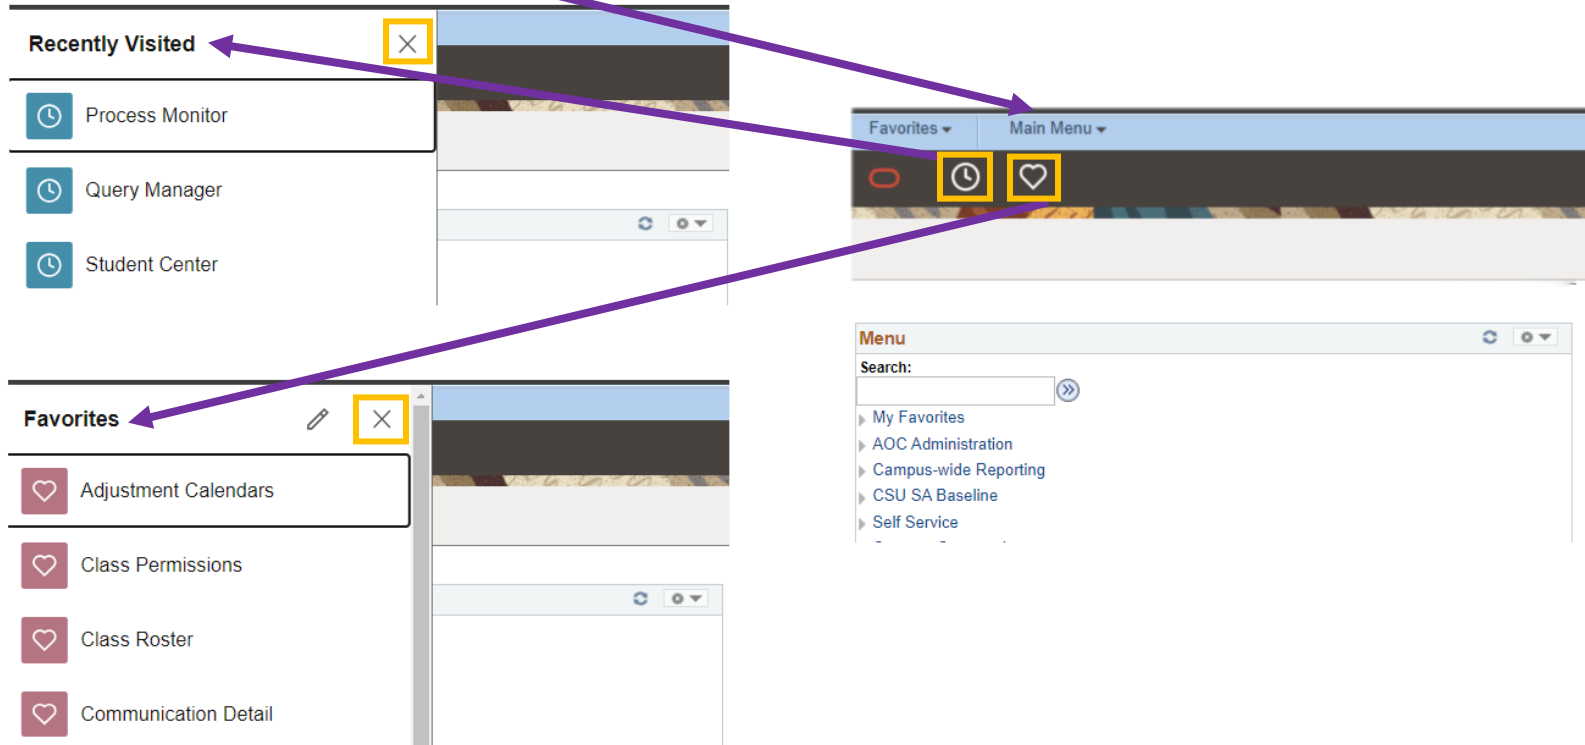 Recently Visited
Process Monitor
Query Manager
Student Center
Favorites
Adjustment Calendars
Class Permissions
Class Roster
Communication Detail
Favorites
Main Menu
Menu
Search:
My Favorites
AOC Administration
Campus-wide Reporting
CSU SA Baseline
Self Service